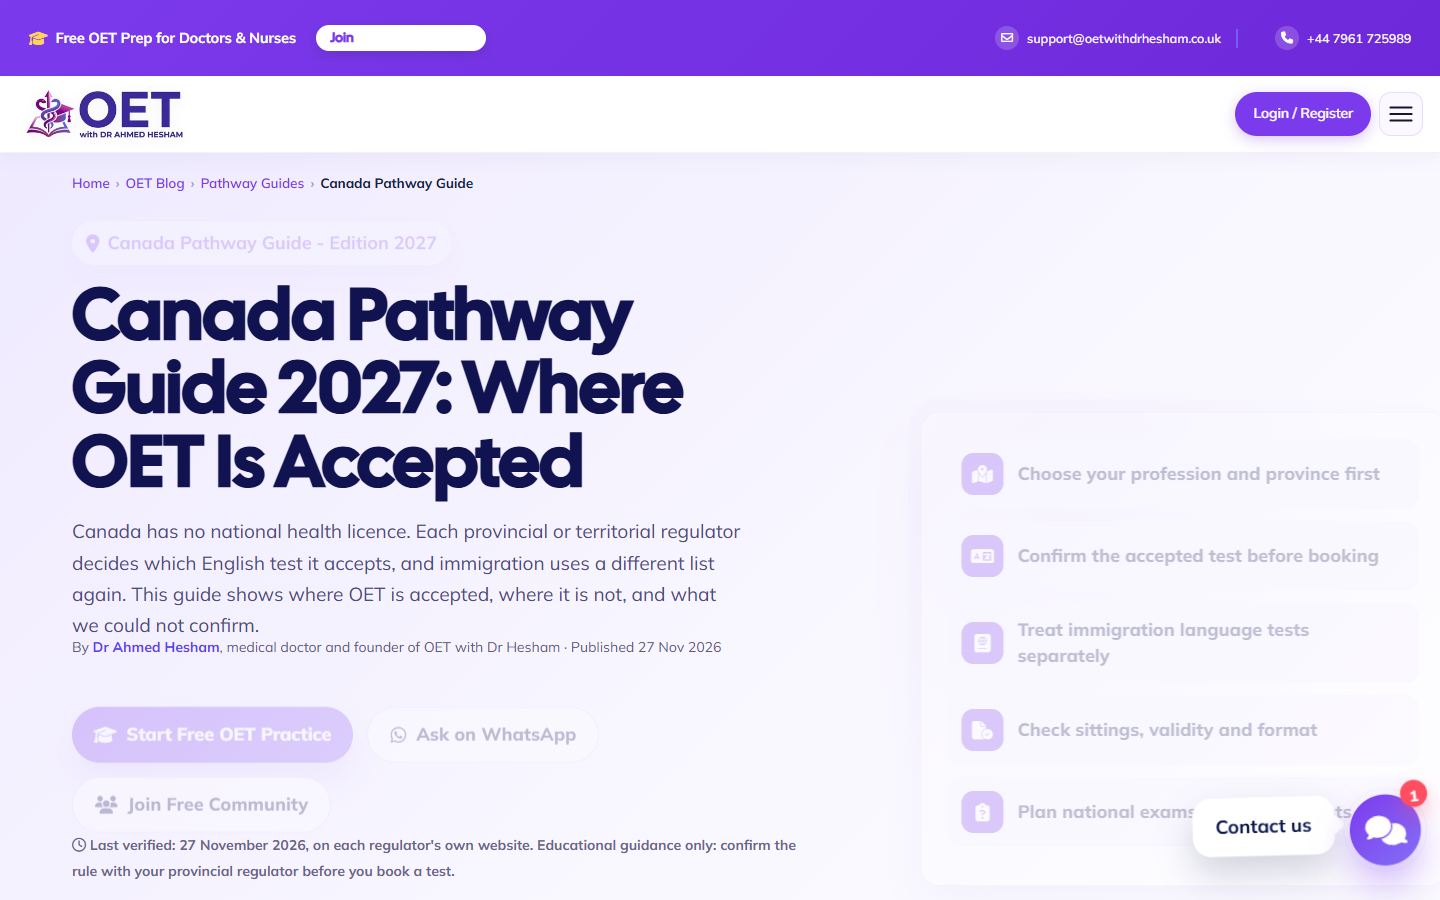 Free OET Prep for Doctors & Nurses
Join
support@oetwithdrhesham.co.uk
+44 7961 725989
OET
with DR AHMED HESHAM
Login / Register
Home › OET Blog › Pathway Guides › Canada Pathway Guide
Canada Pathway Guide - Edition 2027
Canada Pathway
Guide 2027: Where
OET Is Accepted
Canada has no national health licence. Each provincial or territorial regulator
decides which English test it accepts, and immigration uses a different list
again. This guide shows where OET is accepted, where it is not, and what
we could not confirm.
By Dr Ahmed Hesham, medical doctor and founder of OET with Dr Hesham · Published 27 Nov 2026
Start Free OET Practice
Ask on WhatsApp
Join Free Community
Last verified: 27 November 2026, on each regulator's own website. Educational guidance only: confirm the
rule with your provincial regulator before you book a test.
Choose your profession and province first
Confirm the accepted test before booking
Treat immigration language tests
separately
Check sittings, validity and format
Plan national exams
Contact us
1